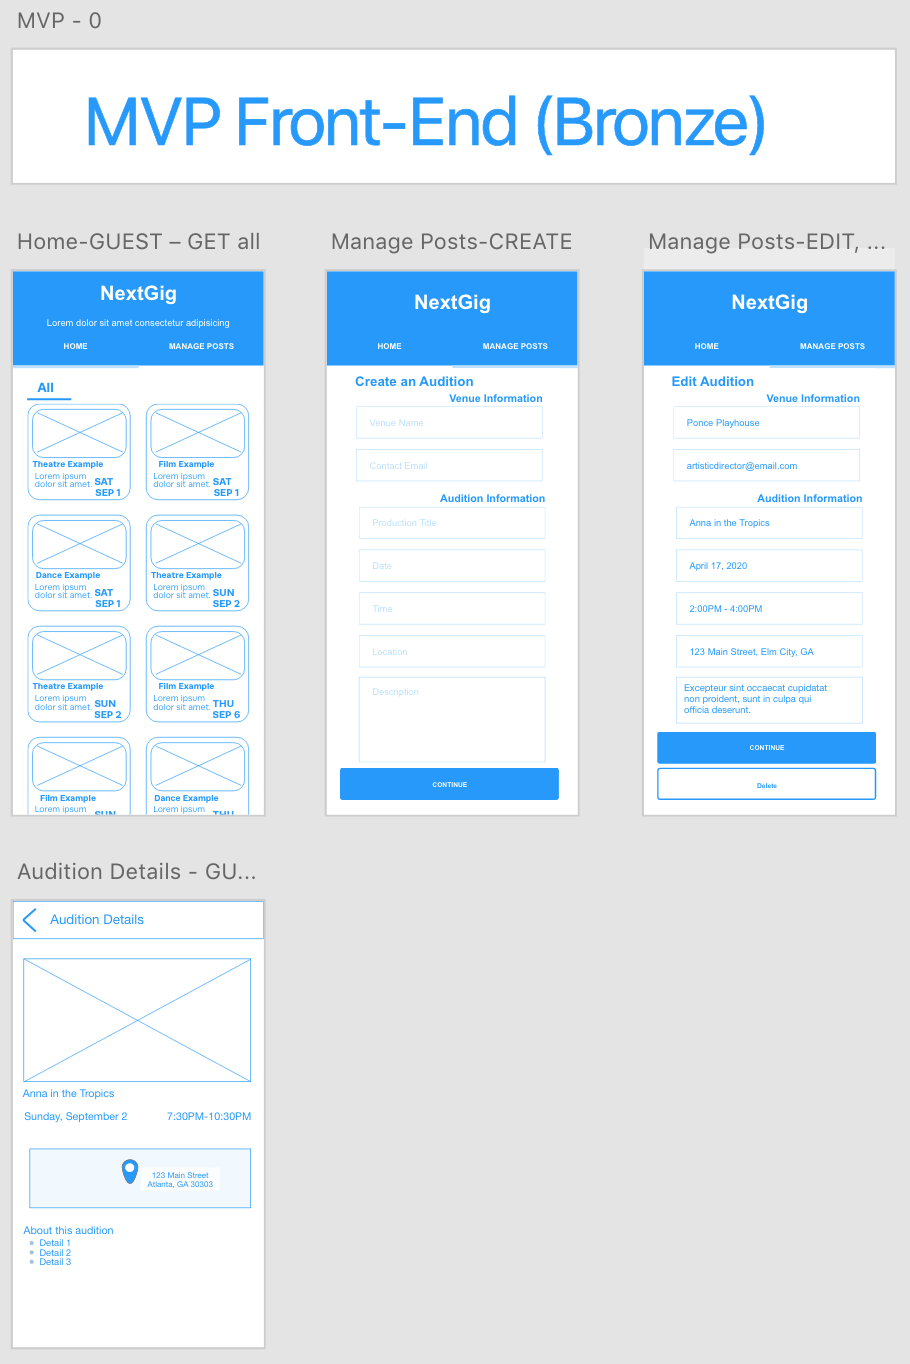 MVP - 0
MVP Front-End (Bronze)
Home-GUEST – GET all
NextGig
Lorem dolor sit amet consectetur adipisicing
HOME
MANAGE POSTS
All
Theatre Example
Lorem ipsum
dolor sit amet.
SAT
SEP 1
Film Example
Lorem ipsum
dolor sit amet.
SAT
SEP 1
Dance Example
Lorem ipsum
dolor sit amet.
SAT
SEP 1
Theatre Example
Lorem ipsum
dolor sit amet.
SUN
SEP 2
Theatre Example
Lorem ipsum
dolor sit amet.
SUN
SEP 2
Film Example
Lorem ipsum
dolor sit amet.
THU
SEP 6
Film Example
Lorem ipsum
SUN
Dance Example
Lorem ipsum
THU
Manage Posts-CREATE
NextGig
HOME
MANAGE POSTS
Create an Audition
Venue Information
Venue Name
Contact Email
Audition Information
Production Title
Date
Time
Location
Description
CONTINUE
Manage Posts-EDIT, ...
NextGig
HOME
MANAGE POSTS
Edit Audition
Venue Information
Ponce Playhouse
artisticdirector@email.com
Audition Information
Anna in the Tropics
April 17, 2020
2:00PM - 4:00PM
123 Main Street, Elm City, GA
Excepteur sint occaecat cupidatat
non proident, sunt in culpa qui
officia deserunt.
CONTINUE
Delete
Audition Details - GU...
Audition Details
Anna in the Tropics
Sunday, September 2
7:30PM-10:30PM
123 Main Street
Atlanta, GA 30303
About this audition
Detail 1
Detail 2
Detail 3